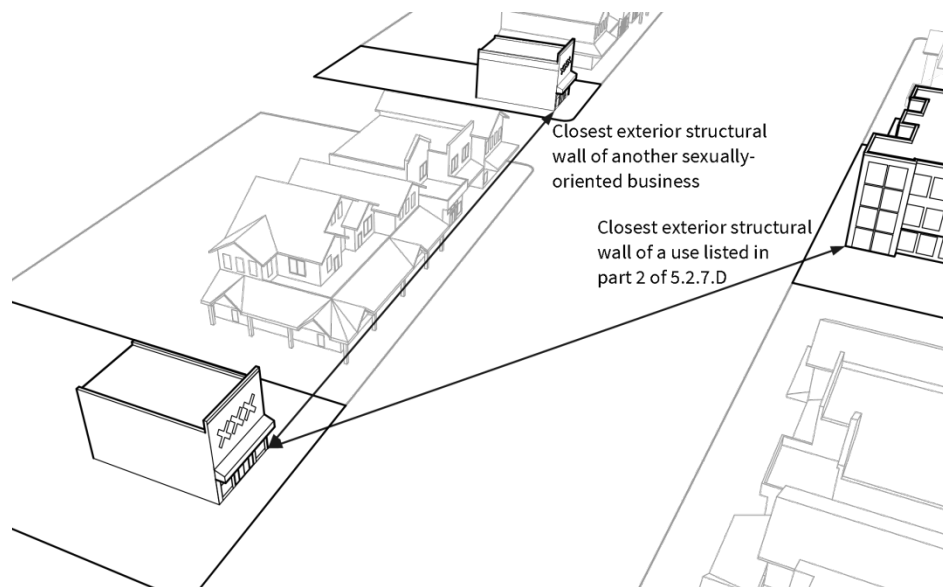 Closest exterior structural
wall of another sexually-
oriented business
Closest exterior structural
wall of a use listed in
part 2 of 5.2.7.D